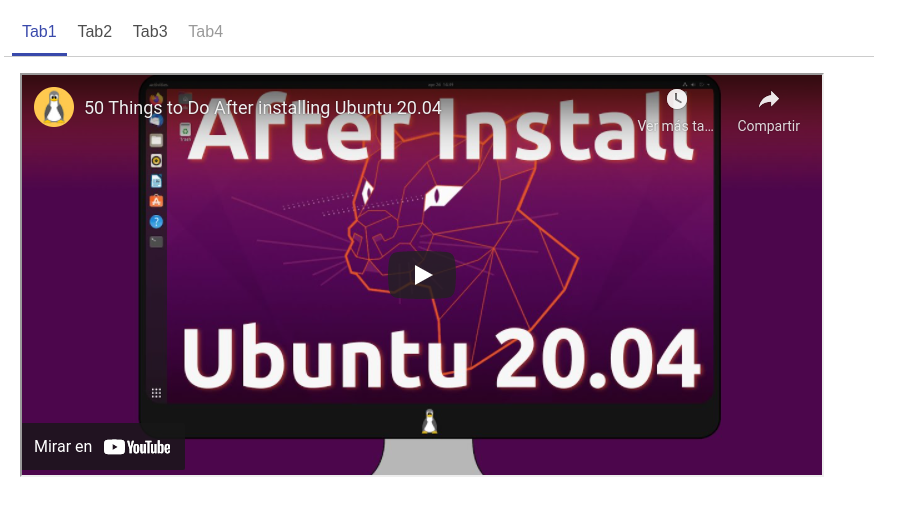 Tab1 Tab2 Tab3 Tab4
50 Things to Do After installing Ubuntu 20.04
Ver más ta...
Compartir
After Install
Ubuntu 20.04
Mirar en YouTube